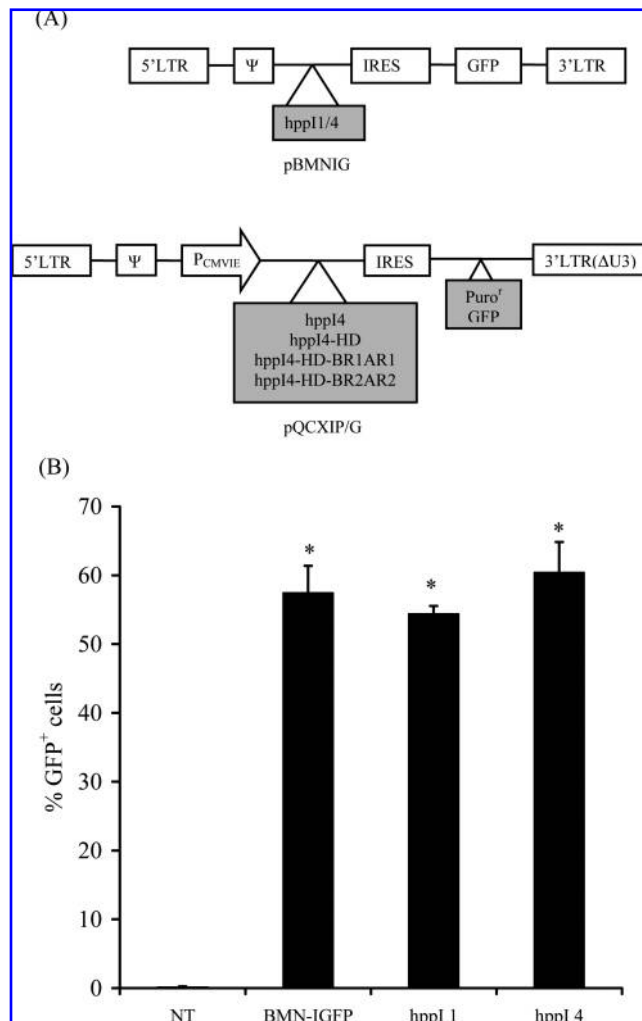 (A)
5'LTR Ψ IRES GFP 3'LTR
hppI1/4
pBMNIG
5'LTR Ψ PCMVIE IRES 3'LTR(ΔU3)
hppI4
hppI4-HD
hppI4-HD-BR1AR1
hppI4-HD-BR2AR2
Puroʳ
GFP
pQCXIP/G
(B)
% GFP⁺ cells
70
60
50
40
30
20
10
0
* * *
NT BMN-IGFP hppI 1 hppI 4